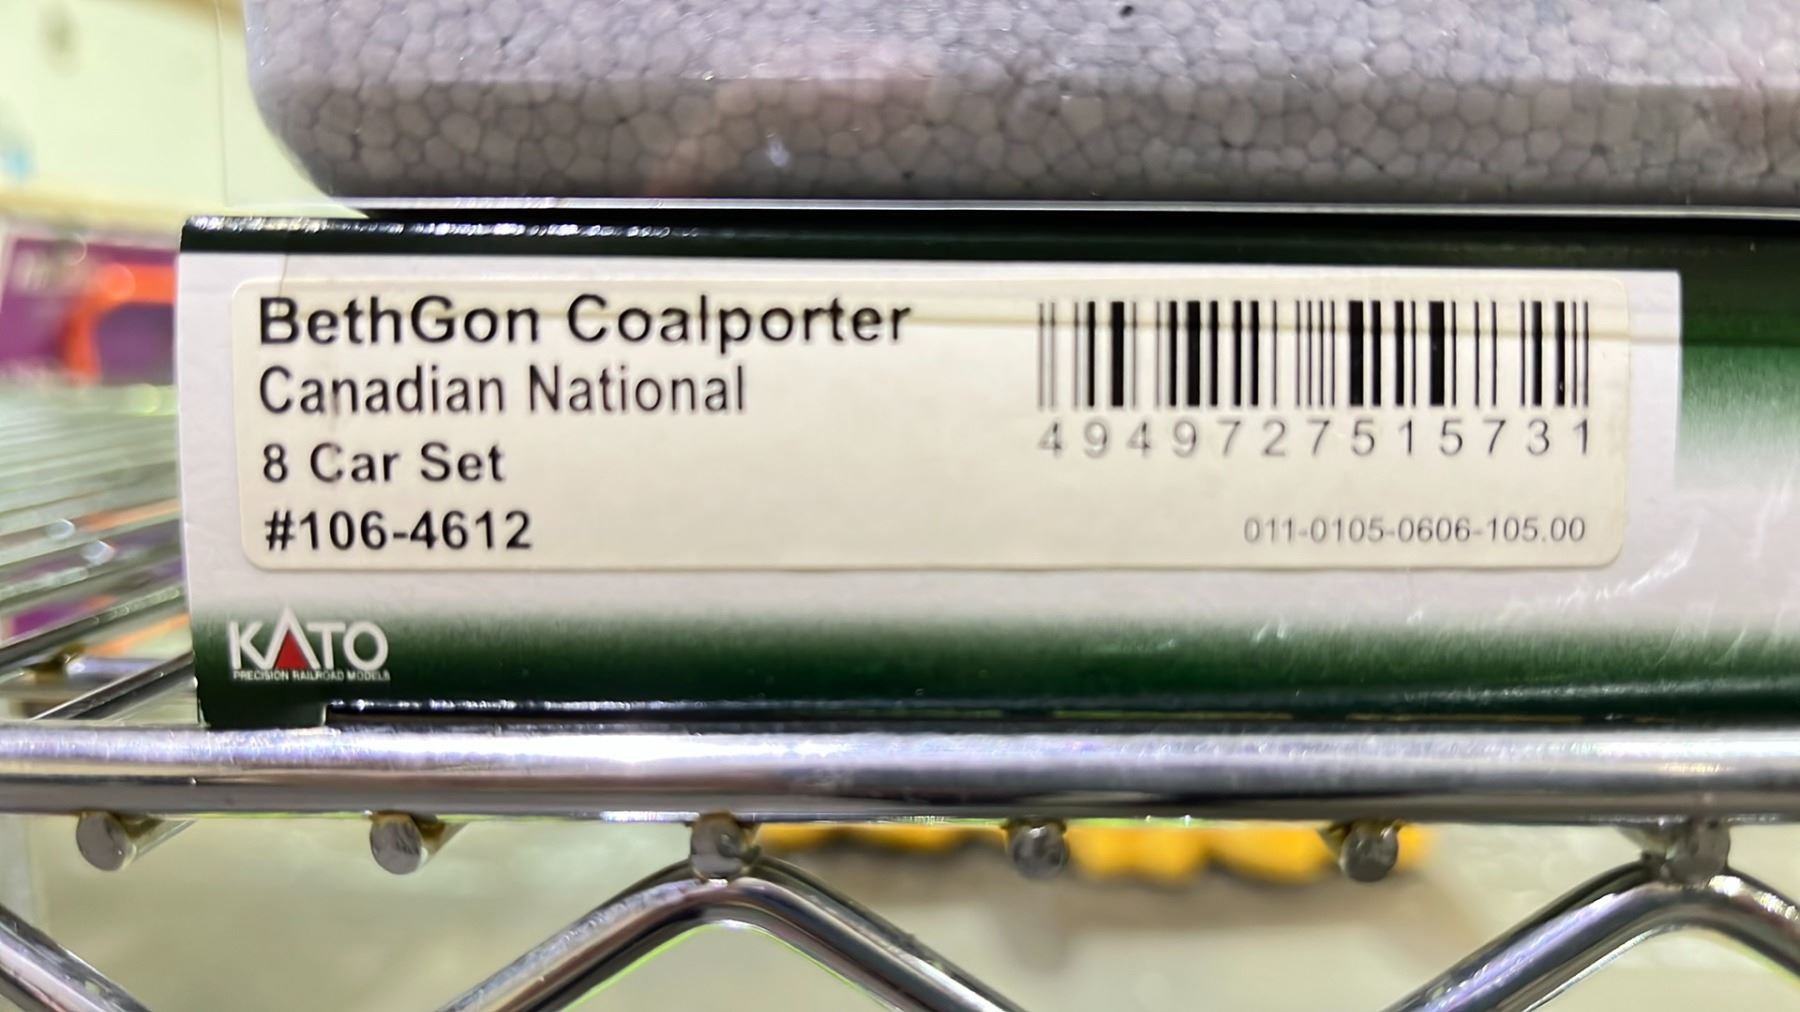 BethGon Coalporter
Canadian National
8 Car Set
#106-4612
4949727515731
011-0105-0606-105.00
KATO
PRECISION RAILROAD MODELS